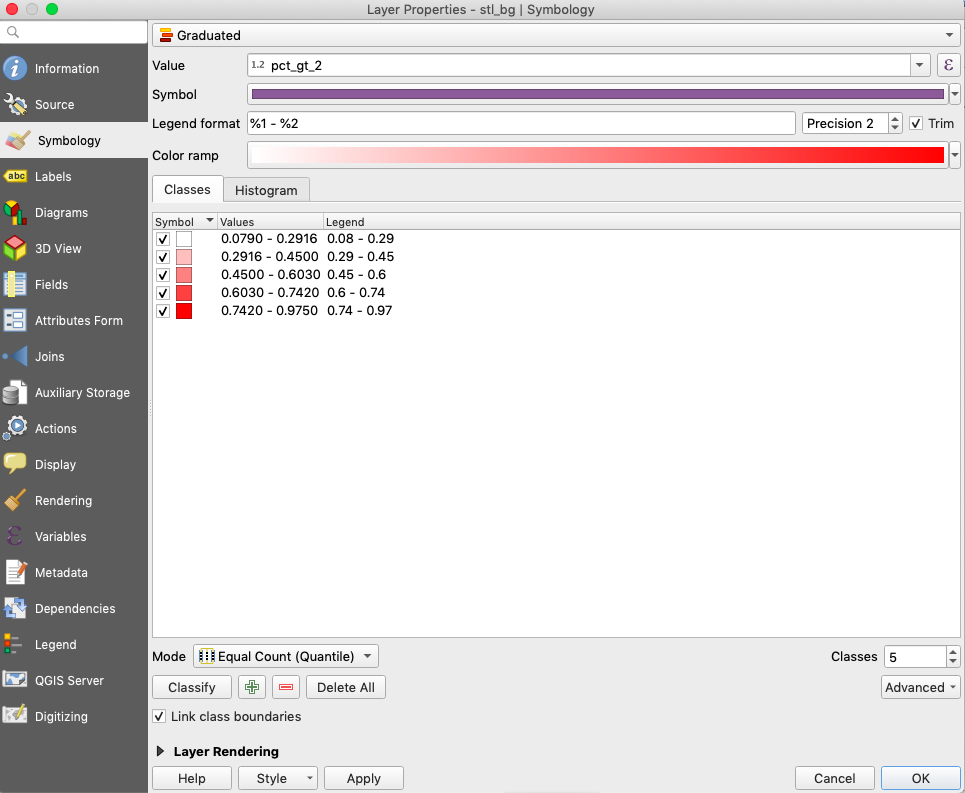 Layer Properties - stl_bg | Symbology
Information
Source
Symbology
abc Labels
Diagrams
3D View
Fields
Attributes Form
Joins
Auxiliary Storage
Actions
Display
Rendering
Variables
Metadata
Dependencies
Legend
QGIS Server
Digitizing
Graduated
Value 1.2 pct_gt_2 ε
Symbol
Legend format %1 - %2 Precision 2 Trim
Color ramp
Classes Histogram
Symbol Values Legend
0.0790 - 0.2916 0.08 - 0.29
0.2916 - 0.4500 0.29 - 0.45
0.4500 - 0.6030 0.45 - 0.6
0.6030 - 0.7420 0.6 - 0.74
0.7420 - 0.9750 0.74 - 0.97
Mode Equal Count (Quantile) Classes 5
Classify Delete All Advanced
Link class boundaries
Layer Rendering
Help Style Apply Cancel OK